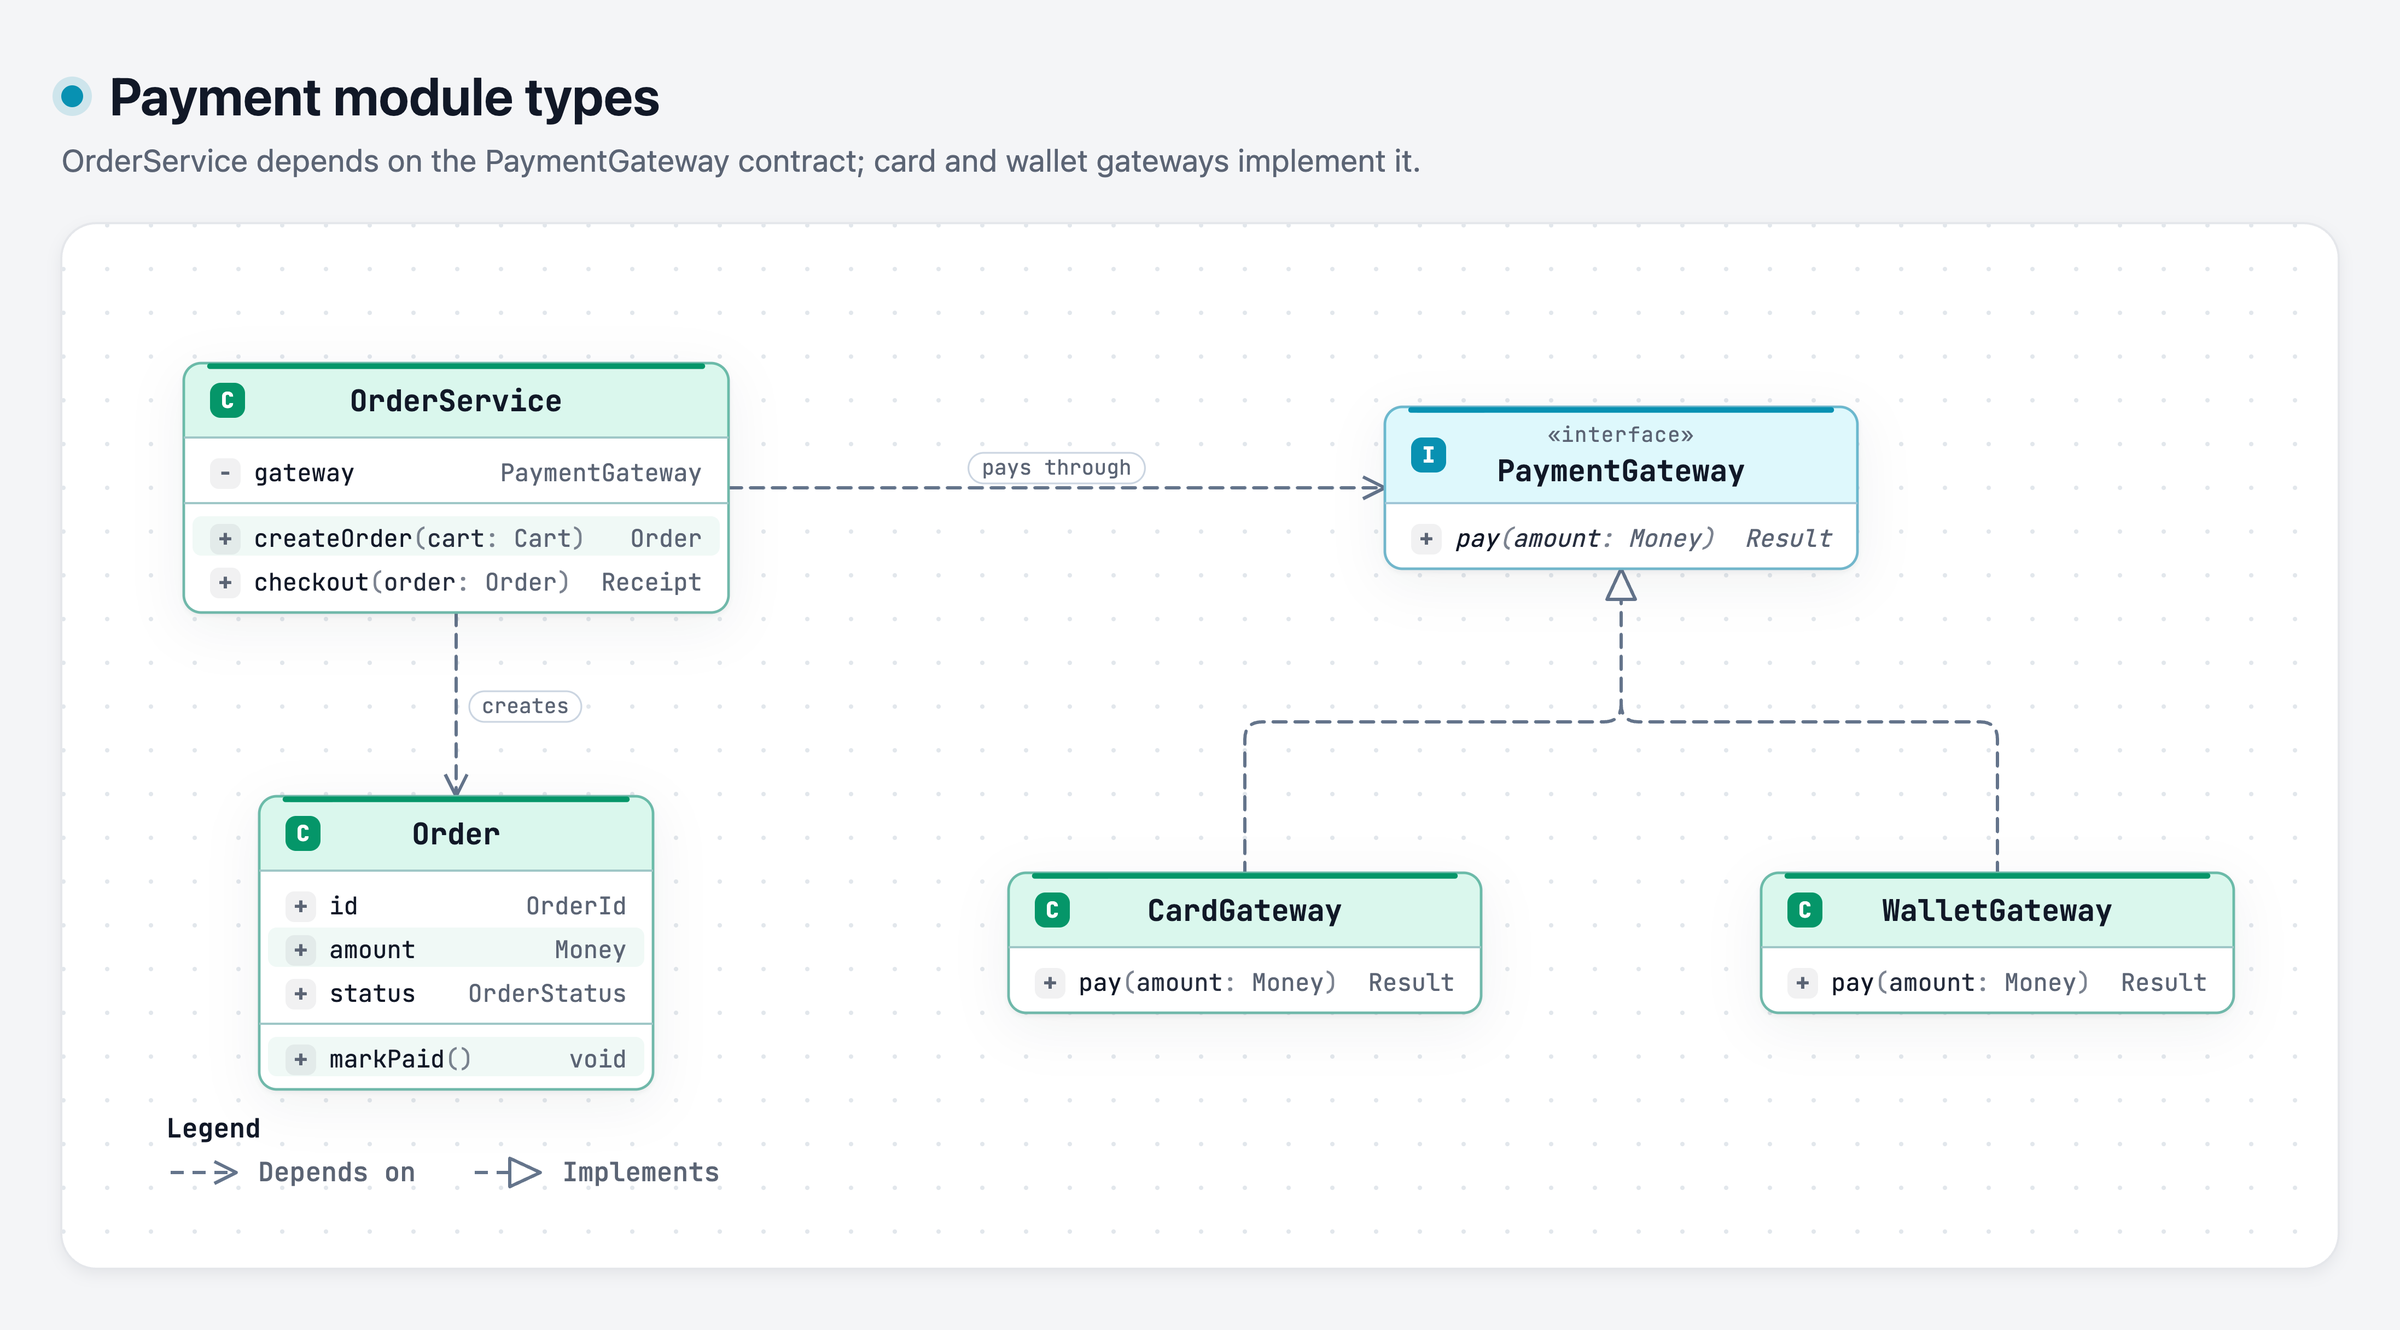 Payment module types
OrderService depends on the PaymentGateway contract; card and wallet gateways implement it.
C OrderService
- gateway PaymentGateway
+ createOrder(cart: Cart) Order
+ checkout(order: Order) Receipt
pays through
«interface»
I PaymentGateway
+ pay(amount: Money) Result
creates
C Order
+ id OrderId
+ amount Money
+ status OrderStatus
+ markPaid() void
C CardGateway
+ pay(amount: Money) Result
C WalletGateway
+ pay(amount: Money) Result
Legend
Depends on
Implements